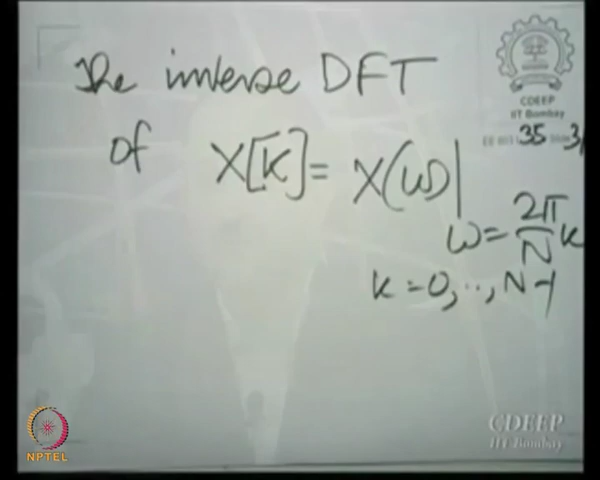 The inverse DFT
of X[k] = X(ω)|
ω = 2π/N k
k = 0, .., N-1
CDEEP
IIT Bombay
35
CDEEP
IIT Bombay
NPTEL